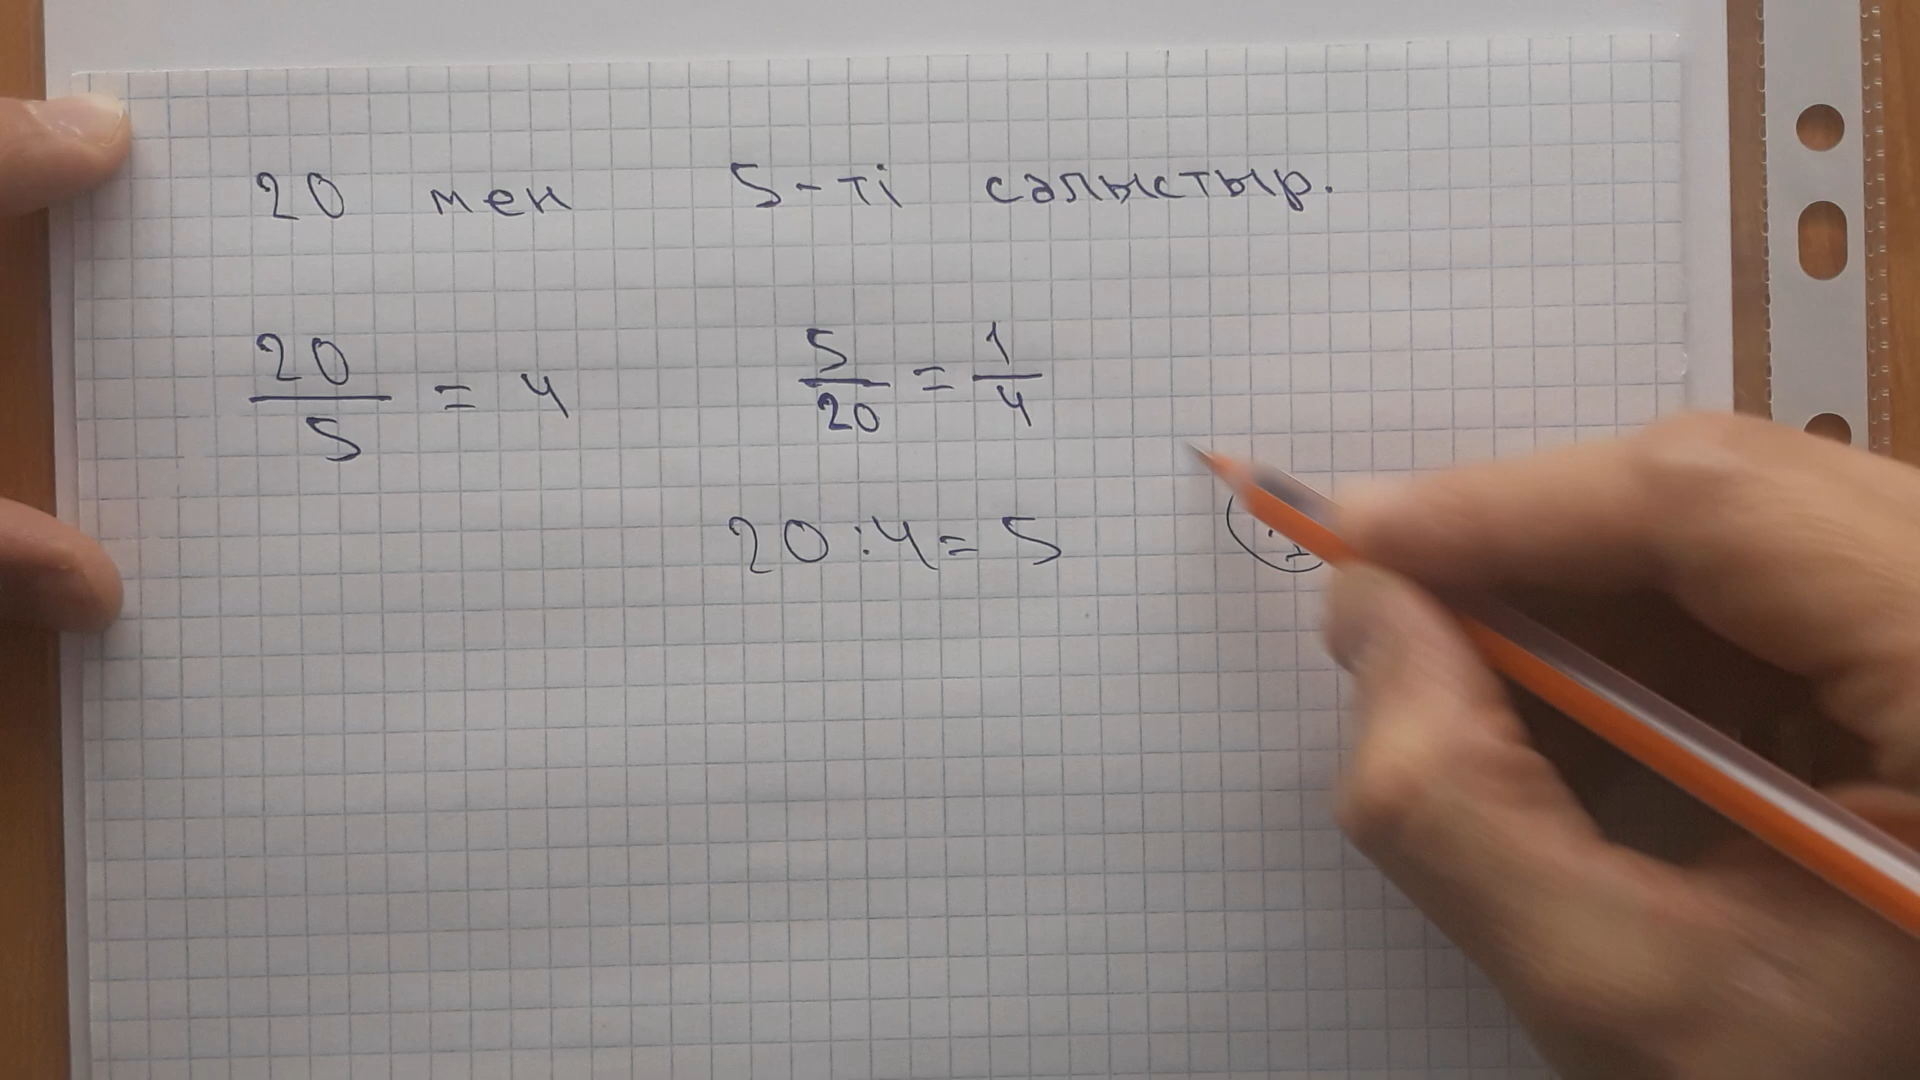 20 мен 5-ті салыстыр.
20/5 = 4 5/20 = 1/4
20:4=5